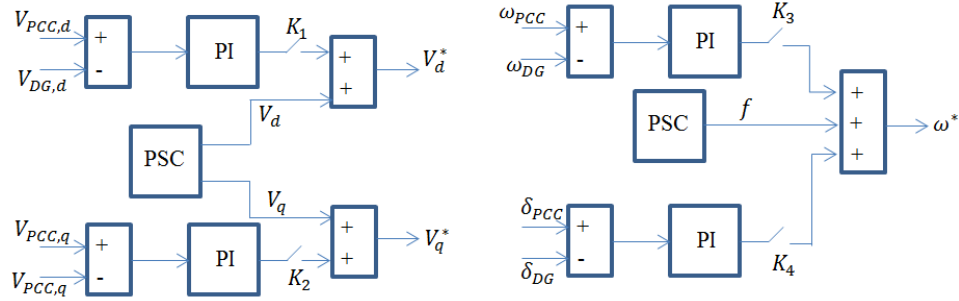 V_{PCC,d}
+
-
V_{DG,d}
PI
K_1
+
+
V_d^*
V_d
PSC
V_q
V_{PCC,q}
+
-
V_{PCC,q}
PI
K_2
+
+
V_q^*
ω_{PCC}
+
-
ω_{DG}
PI
K_3
PSC
f
+
+
+
ω^*
δ_{PCC}
+
-
δ_{DG}
PI
K_4